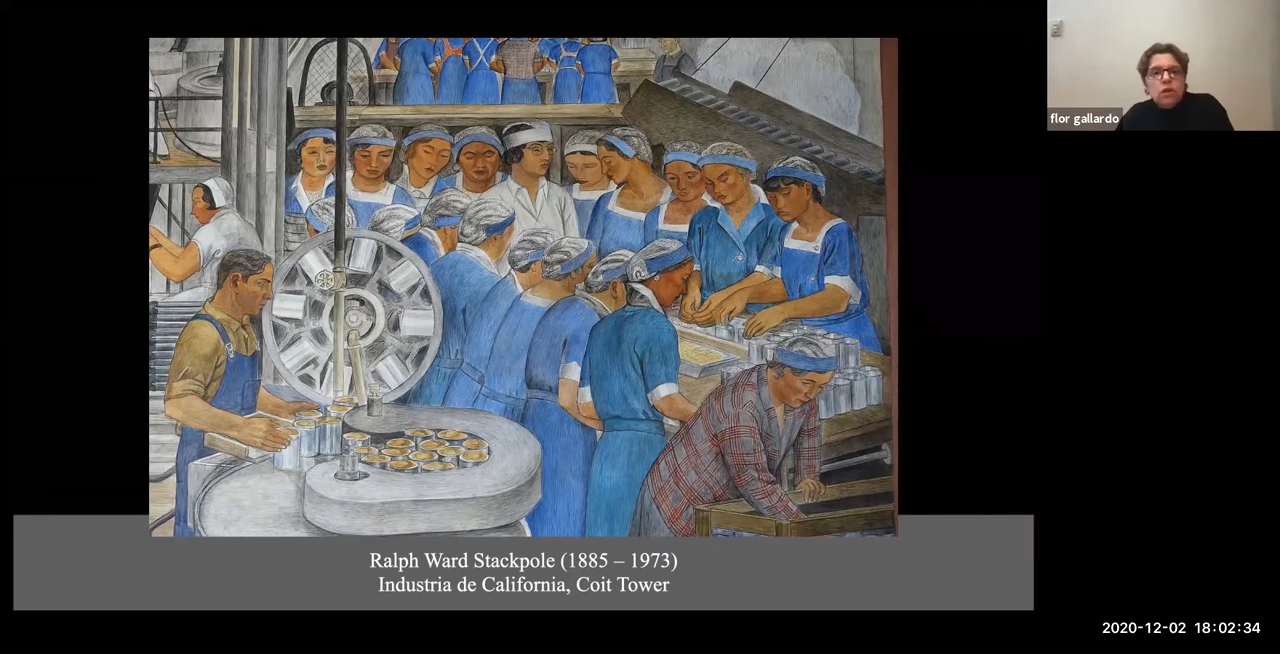 flor gallardo
Ralph Ward Stackpole (1885 – 1973)
Industria de California, Coit Tower
2020-12-02 18:02:34